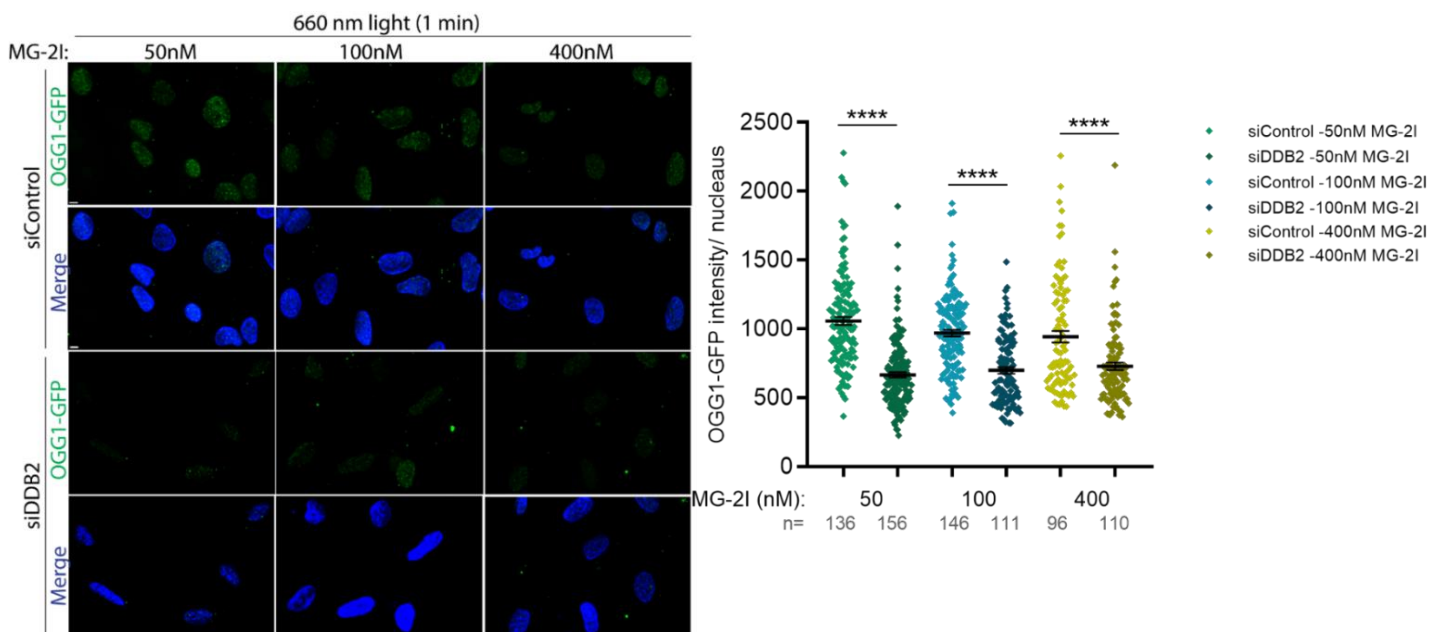 660 nm light (1 min)
MG-2I: 50nM 100nM 400nM
siControl
OGG1-GFP
Merge
siDDB2
OGG1-GFP
Merge
OGG1-GFP intensity/ nucleaus
2500
2000
1500
1000
500
0
**** **** ****
MG-2I (nM): 50 100 400
n= 136 156 146 111 96 110
siControl -50nM MG-2I
siDDB2 -50nM MG-2I
siControl -100nM MG-2I
siDDB2 -100nM MG-2I
siControl -400nM MG-2I
siDDB2 -400nM MG-2I